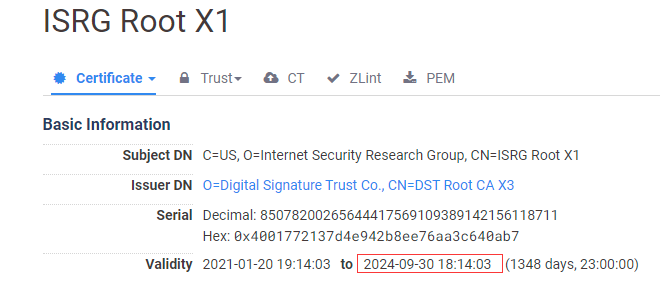 ISRG Root X1
Certificate Trust CT ZLint PEM
Basic Information
Subject DN C=US, O=Internet Security Research Group, CN=ISRG Root X1
Issuer DN O=Digital Signature Trust Co., CN=DST Root CA X3
Serial Decimal: 85078200265644417569109389142156118711
Hex: 0x4001772137d4e942b8ee76aa3c640ab7
Validity 2021-01-20 19:14:03 to 2024-09-30 18:14:03 (1348 days, 23:00:00)